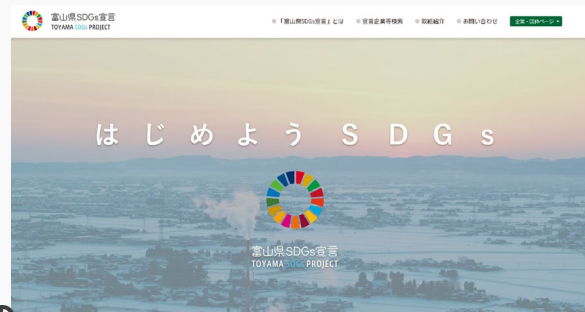 富山県SDGs宣言
TOYAMA SDGs PROJECT
「富山県SDGs宣言」とは
宣言企業等検索
取組紹介
お問い合わせ
企業・団体ページ
はじめよう SDGs
富山県SDGs宣言
TOYAMA SDGs PROJECT